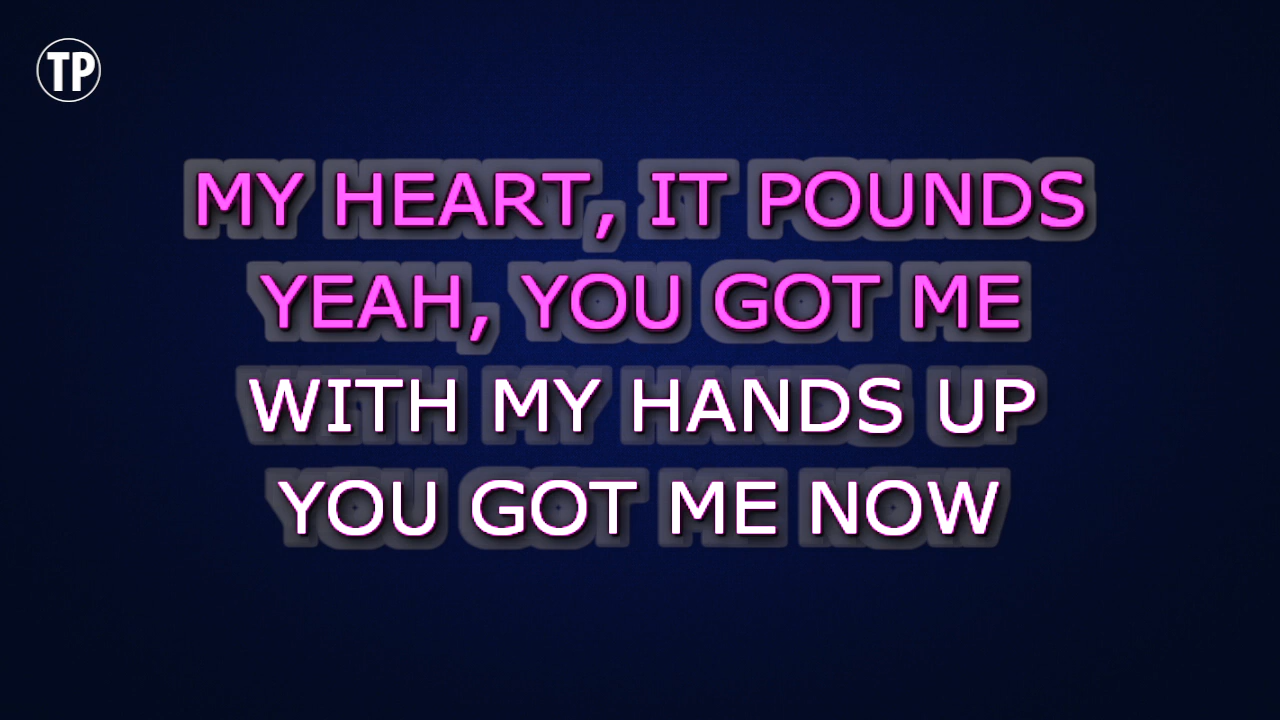 TP
MY HEART, IT POUNDS
YEAH, YOU GOT ME
WITH MY HANDS UP
YOU GOT ME NOW